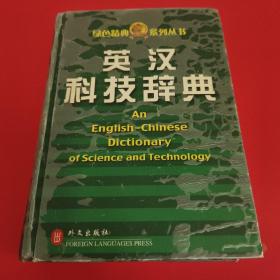 绿色辞典系列丛书
英汉
科技辞典
An
English-Chinese
Dictionary
of Science and Technology
外文出版社
FOREIGN LANGUAGES PRESS